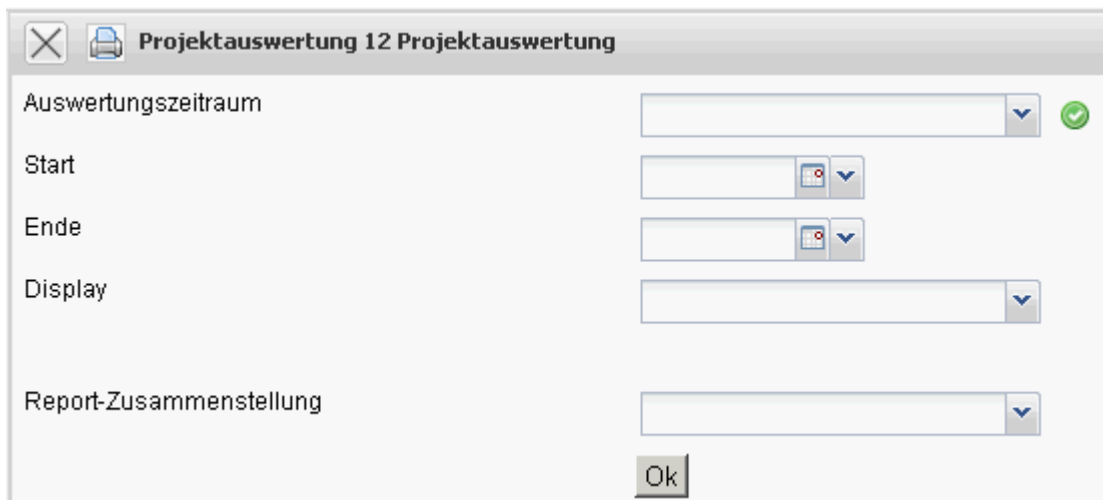 Projektauswertung 12 Projektauswertung
Auswertungszeitraum
Start
Ende
Display
Report-Zusammenstellung
Ok